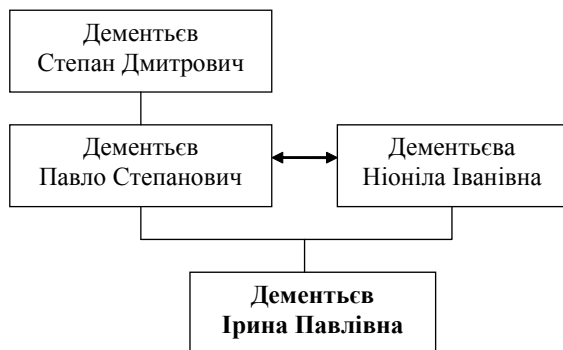 Дементьєв
Степан Дмитрович
Дементьєв
Павло Степанович
Дементьєва
Ніоніла Іванівна
Дементьєв
Ірина Павлівна